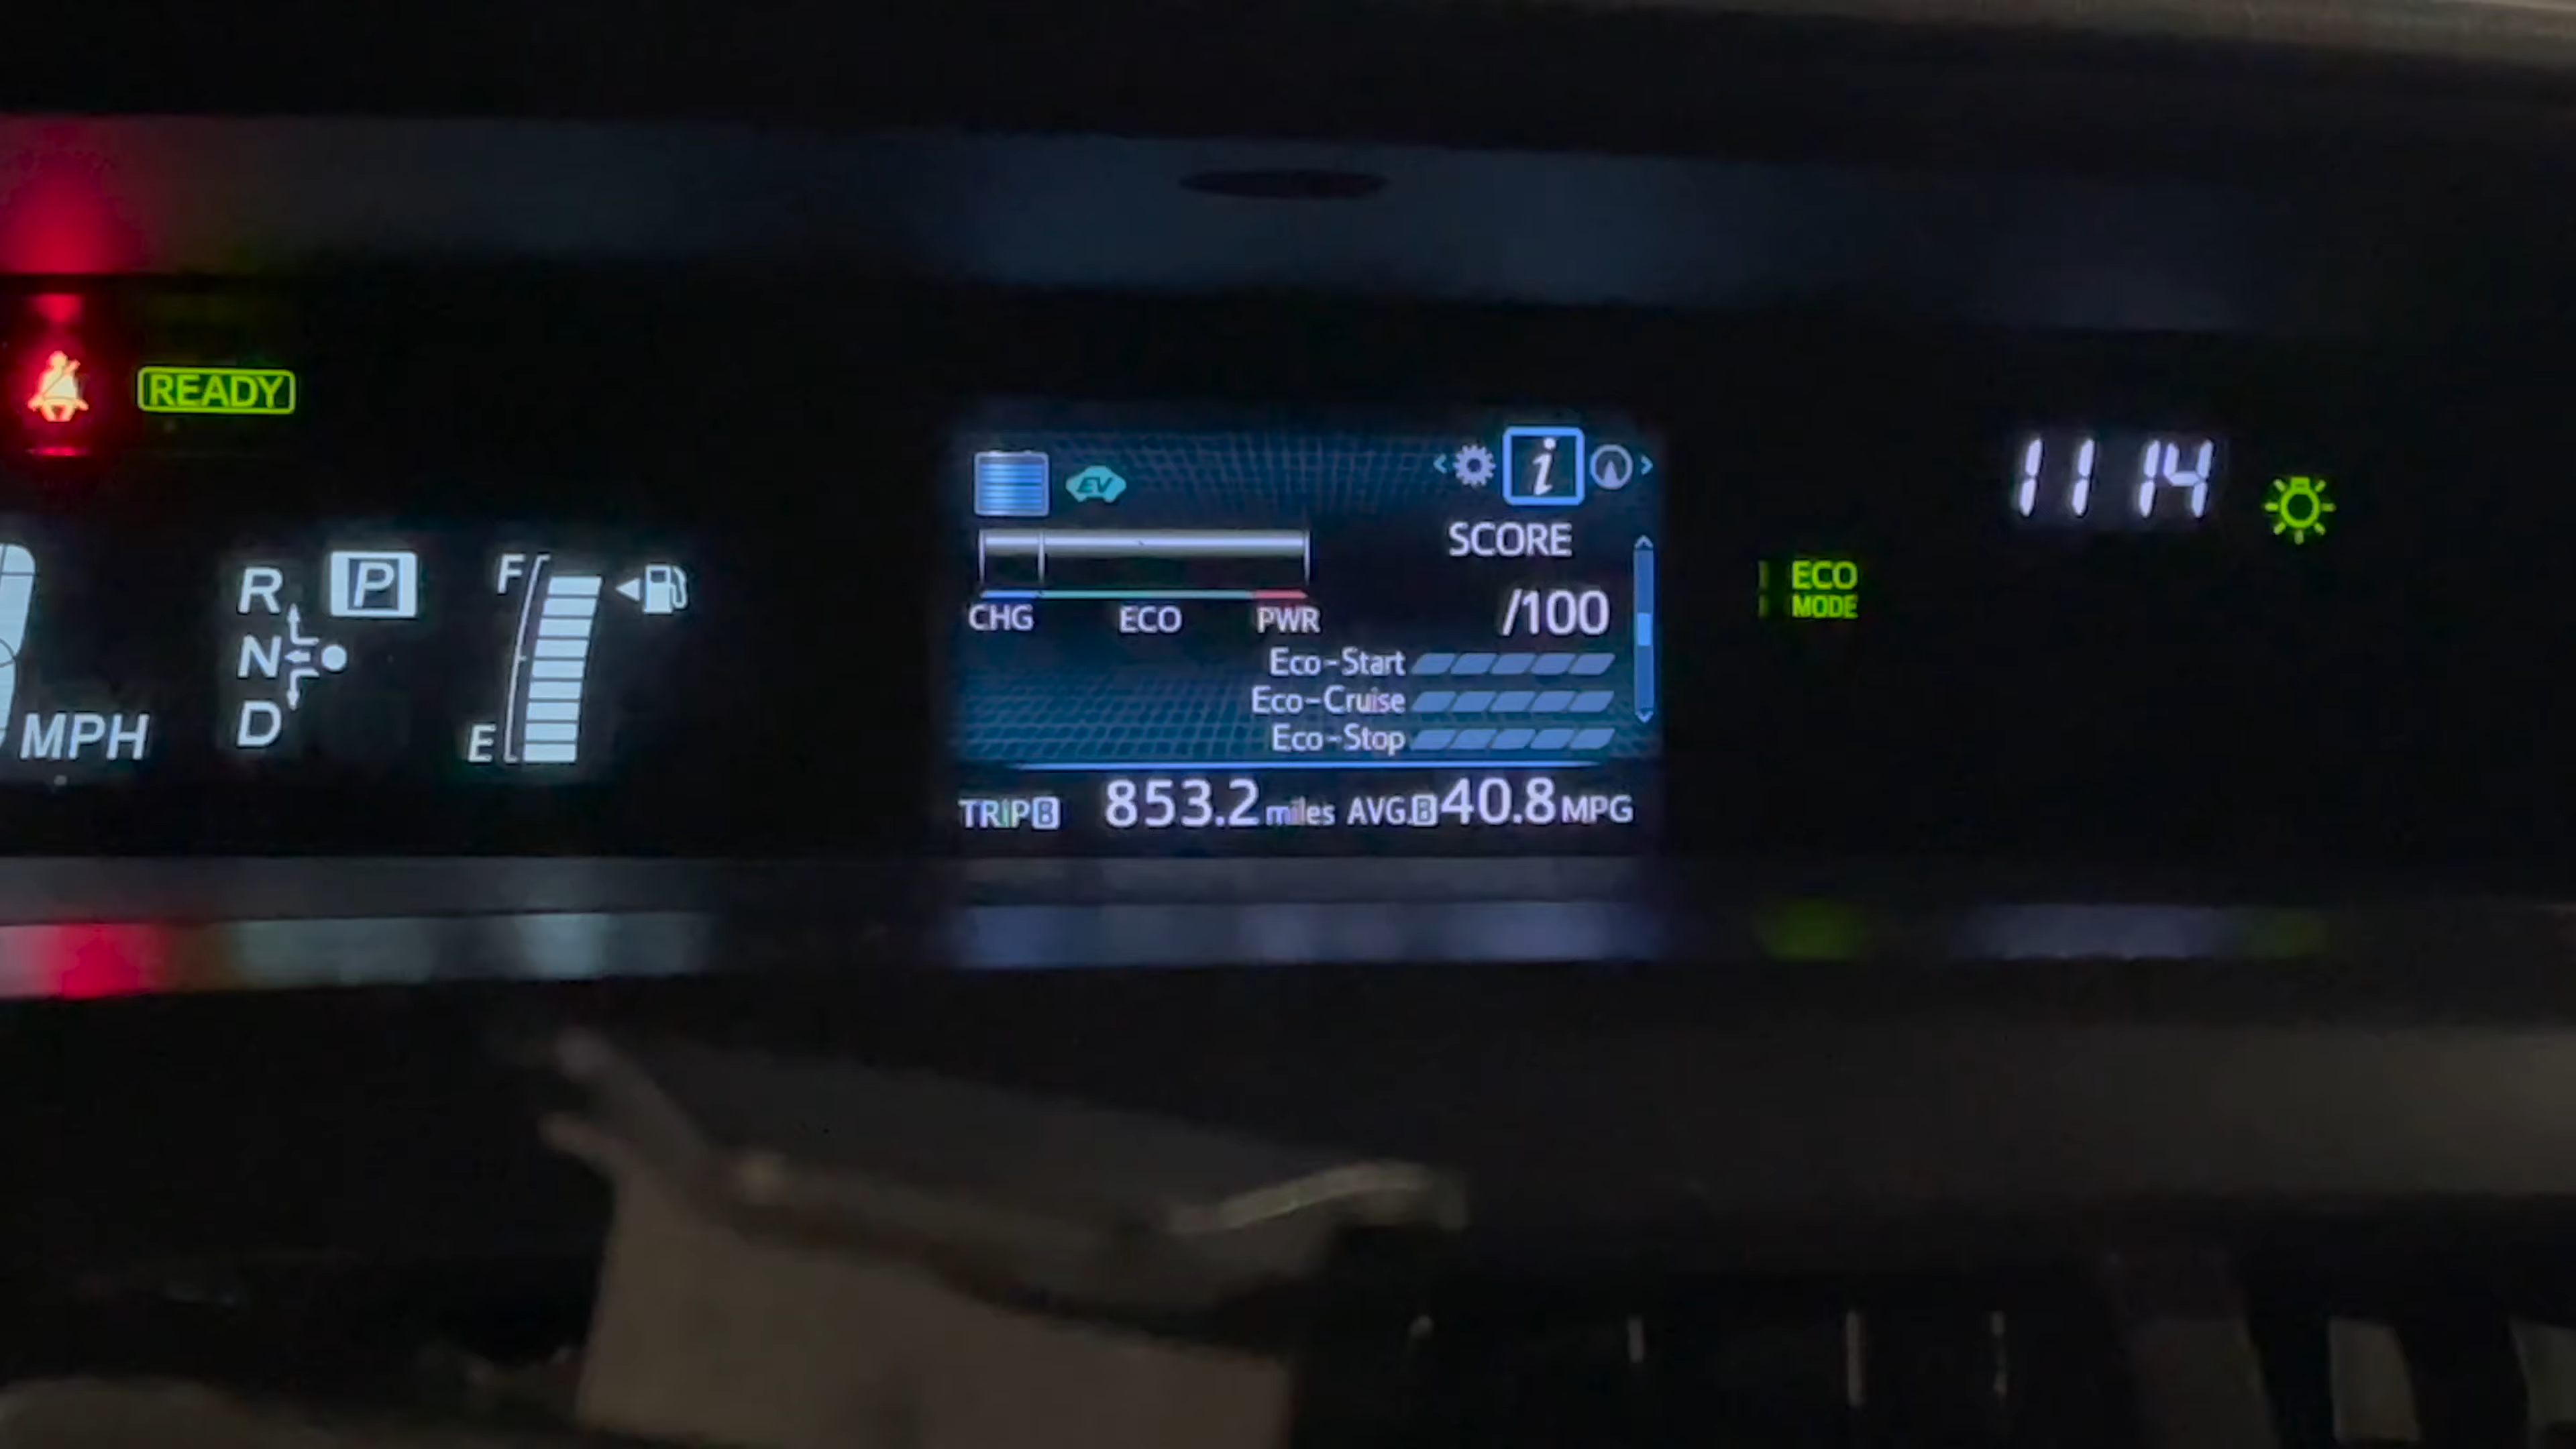 READY
11 14
EV
i
SCORE
ECO
MODE
R P
F
CHG ECO PWR
/100
N
Eco-Start
Eco-Cruise
D
MPH
E
Eco-Stop
TRIP B 853.2 miles AVG. B 40.8 MPG